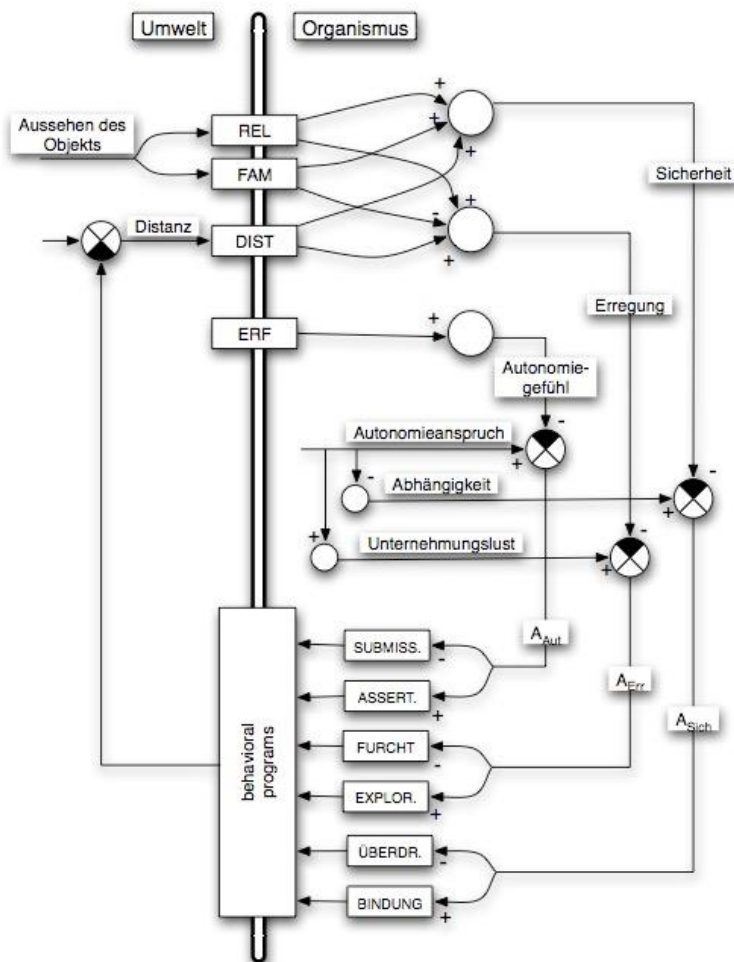 Umwelt
Organismus
Aussehen des
Objekts
REL
+
+
+
Sicherheit
FAM
Distanz
DIST
+
-
+
Erregung
ERF
+
Autonomie-
gefühl
-
Autonomieanspruch
+
-
Abhängigkeit
-
+
+
Unternehmungslust
-
+
A_Aut
SUBMISS.
-
A_Err
ASSERT.
+
A_Sich
FURCHT
-
behavioral
programs
EXPLOR.
+
ÜBERDR.
-
BINDUNG
+